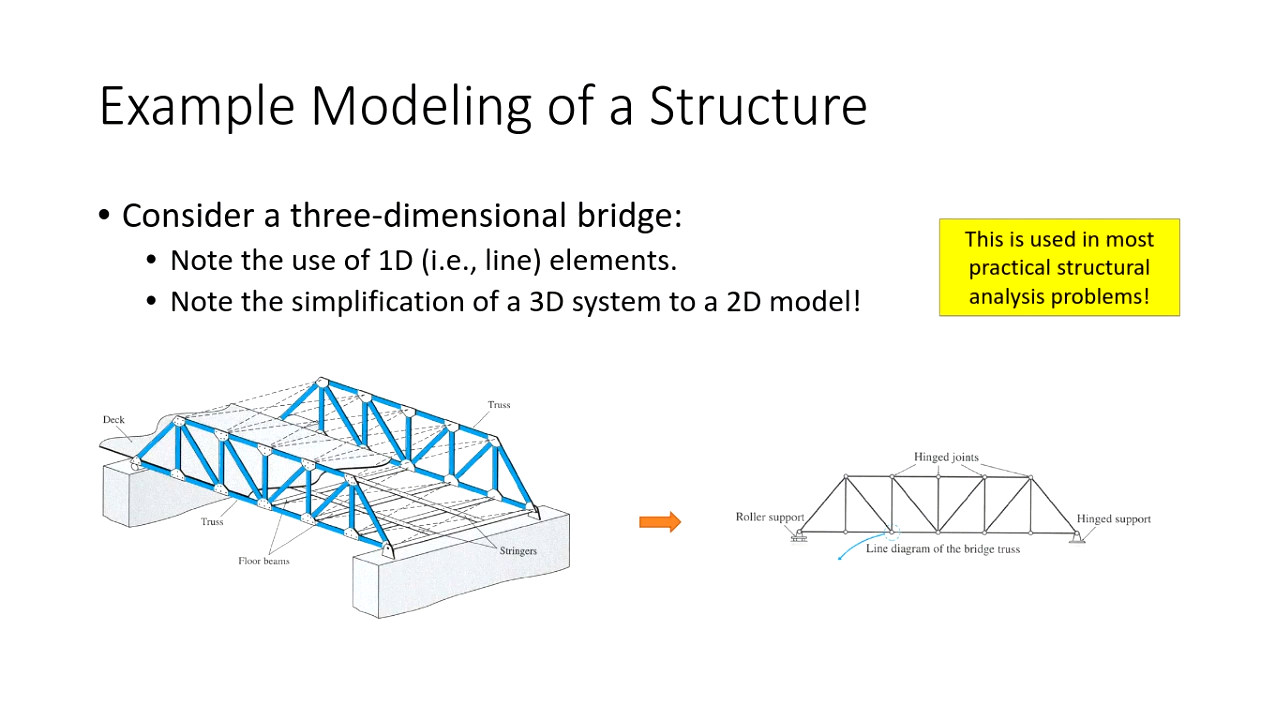 Example Modeling of a Structure
• Consider a three-dimensional bridge:
• Note the use of 1D (i.e., line) elements.
• Note the simplification of a 3D system to a 2D model!
This is used in most
practical structural
analysis problems!
Deck
Truss
Truss
Floor beams
Stringers
Hinged joints
Roller support
Hinged support
Line diagram of the bridge truss